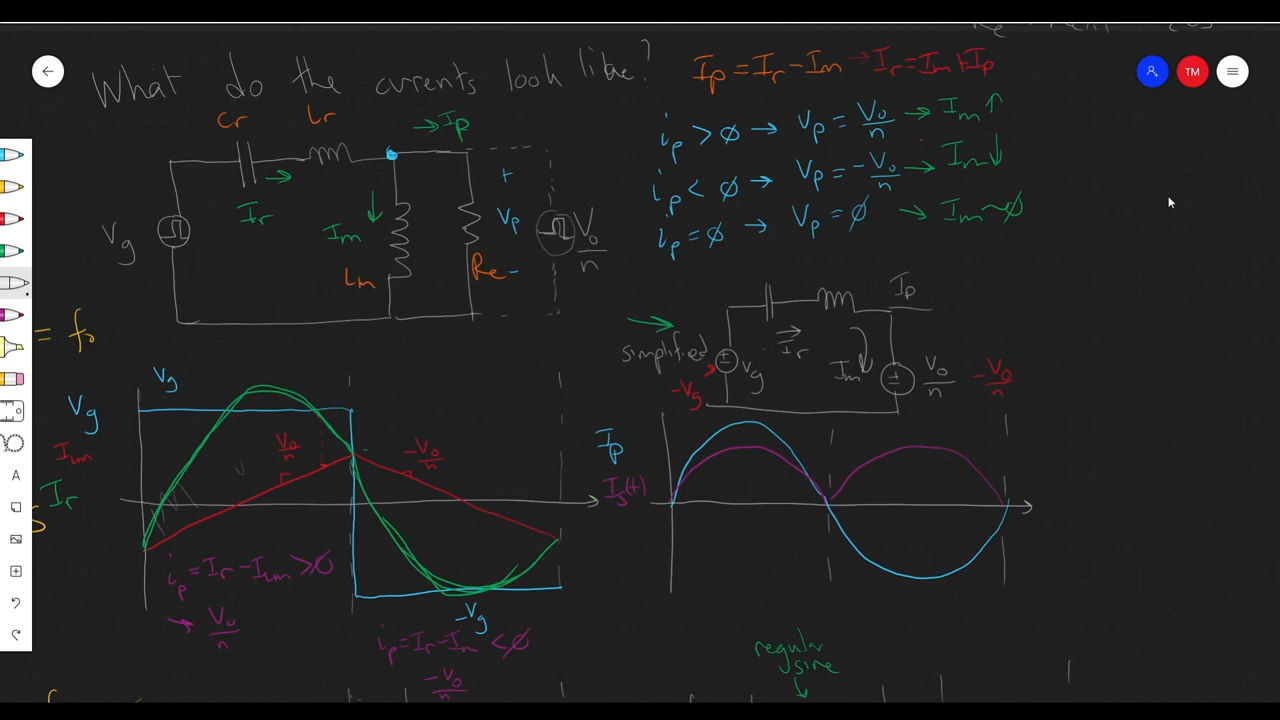 What do the currents look like?
Ip = Ir - Im → Ir = Im + Ip
ip > ø → Vp = Vo/n → Im ↑
ip < ø → Vp = -Vo/n → Im ↓
ip = ø → Vp = ø → Im ~ ø
Cr
Lr
→ Ip
Ir
Im
Lm
Vg
+
Vp
-
Re
Vo/n
= fo
simplified
Ip
Ir
Im
Vg
-Vg
Vo/n
-Vo/n
TM
A
Vg
Im
Ir
Vg
Vo/n
-Vo/n
-Vg
ip = Ir - Im > ø
→ Vo/n
ip = Ir - Im < ø
-Vo/n
Ip
Is(t)
regular
sine